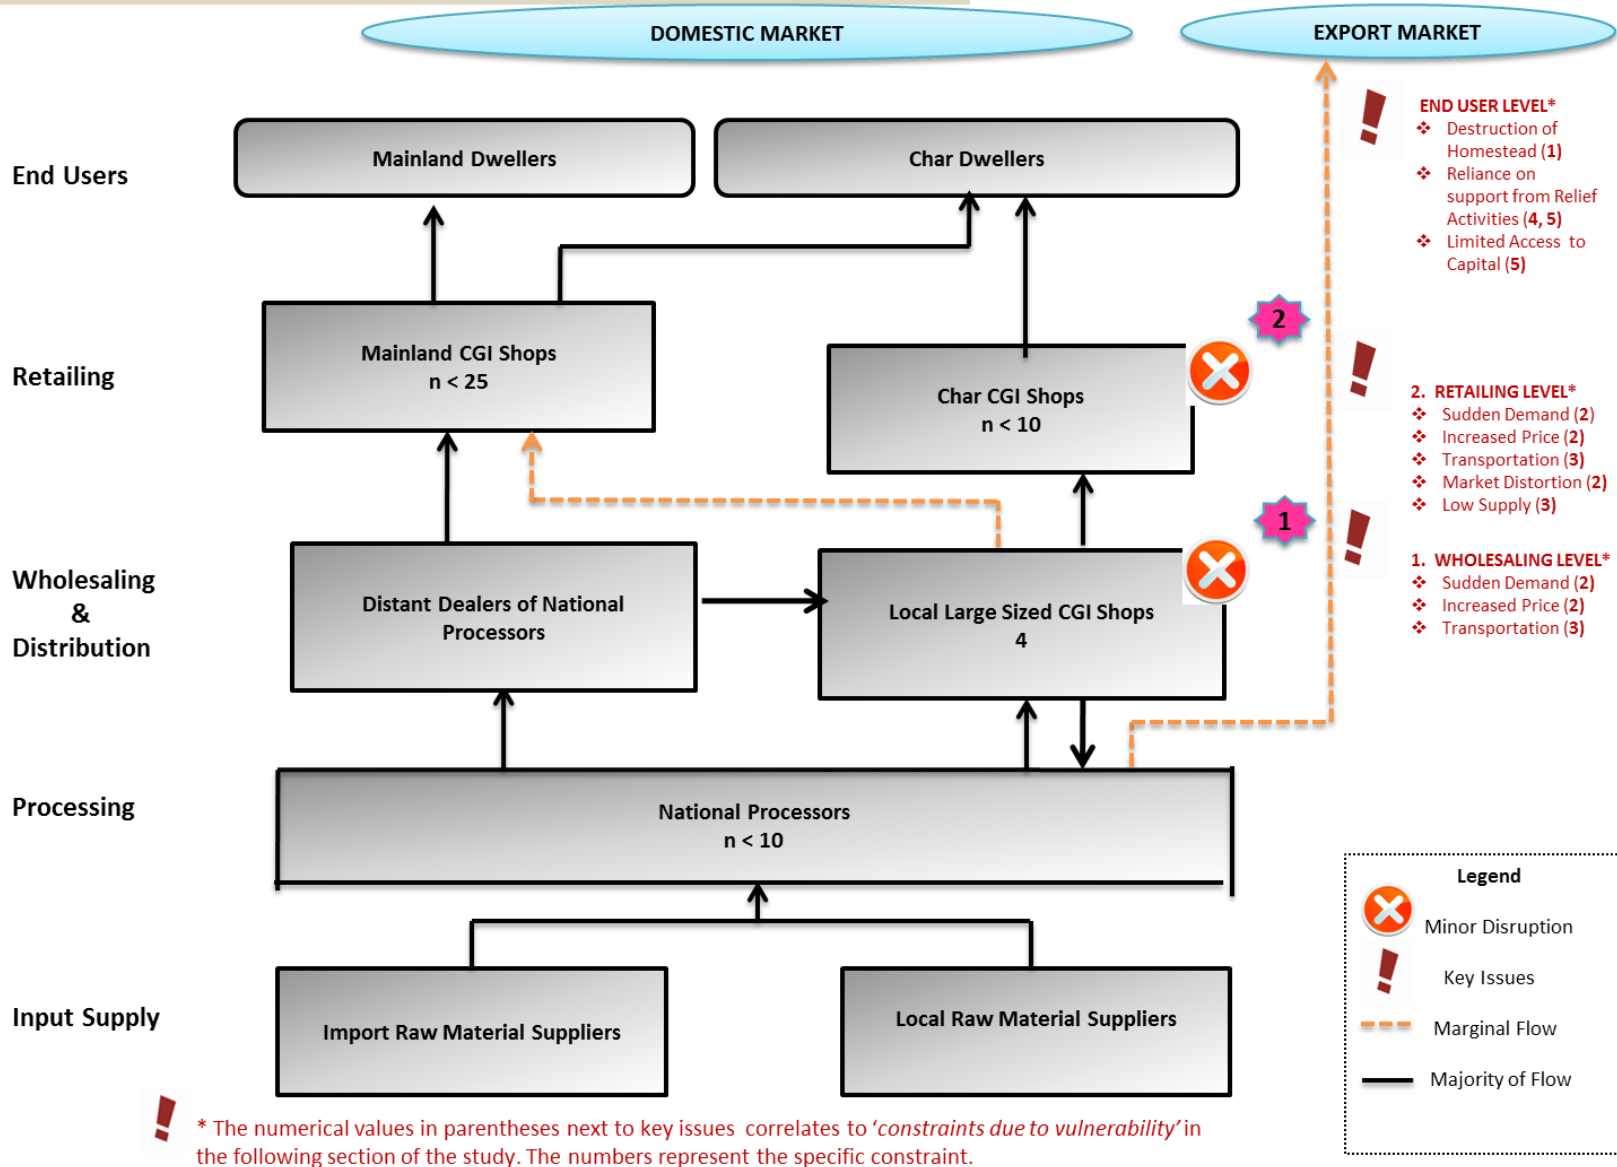 DOMESTIC MARKET
EXPORT MARKET
End Users
Mainland Dwellers
Char Dwellers
END USER LEVEL*
❖ Destruction of
Homestead (1)
❖ Reliance on
support from Relief
Activities (4, 5)
❖ Limited Access to
Capital (5)
Retailing
Mainland CGI Shops
n < 25
Char CGI Shops
n < 10
2
2. RETAILING LEVEL*
❖ Sudden Demand (2)
❖ Increased Price (2)
❖ Transportation (3)
❖ Market Distortion (2)
❖ Low Supply (3)
Wholesaling
&
Distribution
Distant Dealers of National
Processors
Local Large Sized CGI Shops
4
1
1. WHOLESALING LEVEL*
❖ Sudden Demand (2)
❖ Increased Price (2)
❖ Transportation (3)
Processing
National Processors
n < 10
Input Supply
Import Raw Material Suppliers
Local Raw Material Suppliers
Legend
Minor Disruption
Key Issues
Marginal Flow
Majority of Flow
* The numerical values in parentheses next to key issues correlates to ‘constraints due to vulnerability’ in
the following section of the study. The numbers represent the specific constraint.